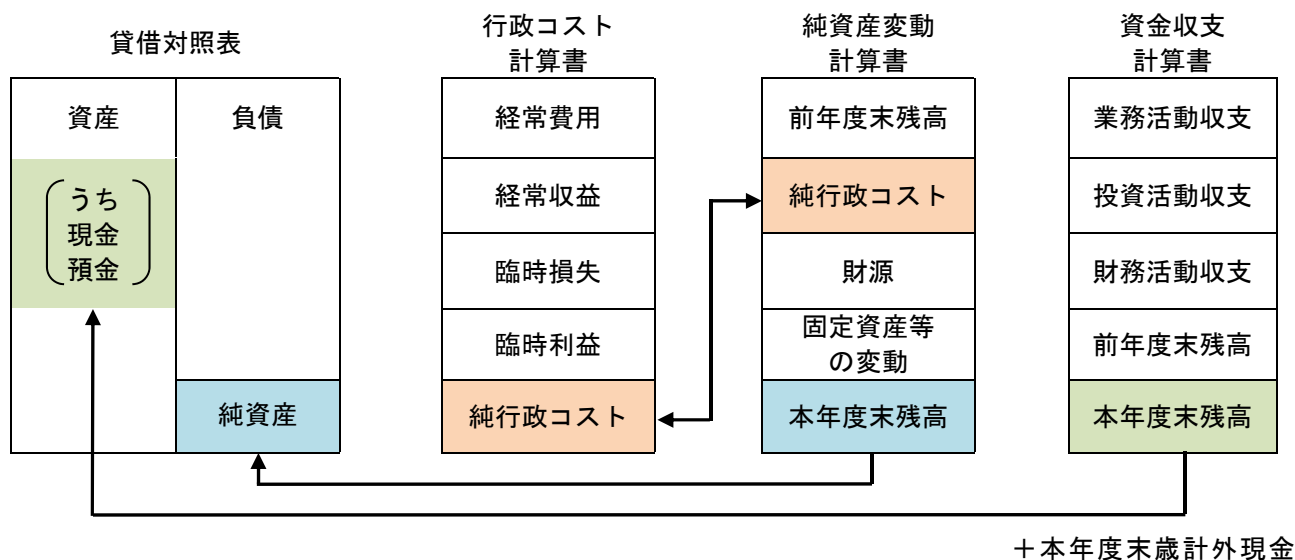 貸借対照表
資産
負債
うち
現金
預金
純資産
行政コスト
計算書
経常費用
経常収益
臨時損失
臨時利益
純行政コスト
純資産変動
計算書
前年度末残高
純行政コスト
財源
固定資産等
の変動
本年度末残高
資金収支
計算書
業務活動収支
投資活動収支
財務活動収支
前年度末残高
本年度末残高
＋本年度末歳計外現金